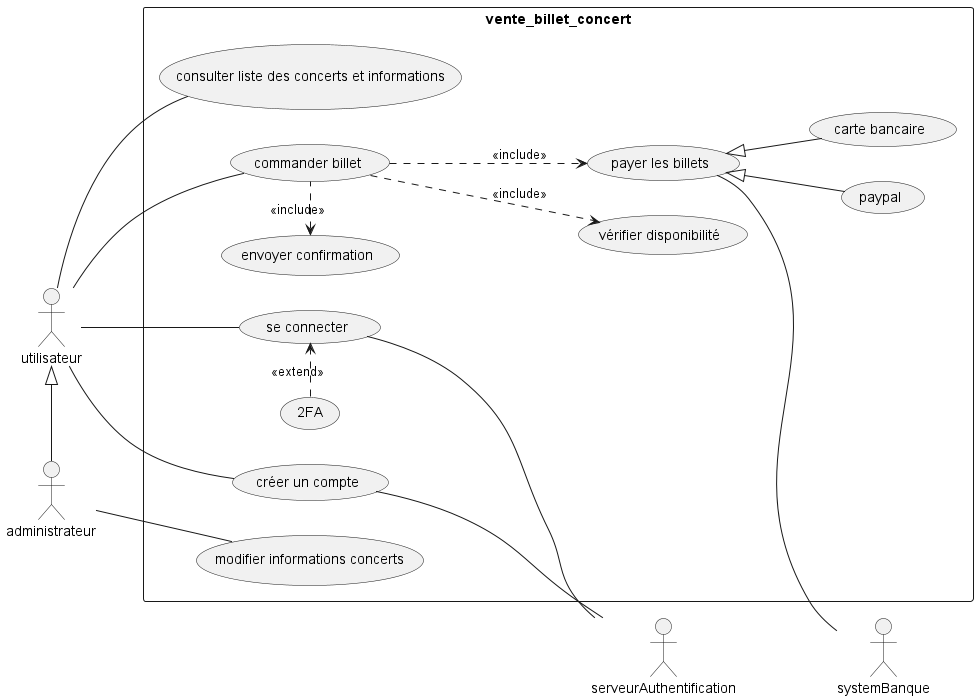 vente_billet_concert
consulter liste des concerts et informations
carte bancaire
commander billet
«include»
payer les billets
«include»
paypal
«include»
vérifier disponibilité
envoyer confirmation
se connecter
utilisateur
«extend»
2FA
créer un compte
administrateur
modifier informations concerts
serveurAuthentification
systemBanque